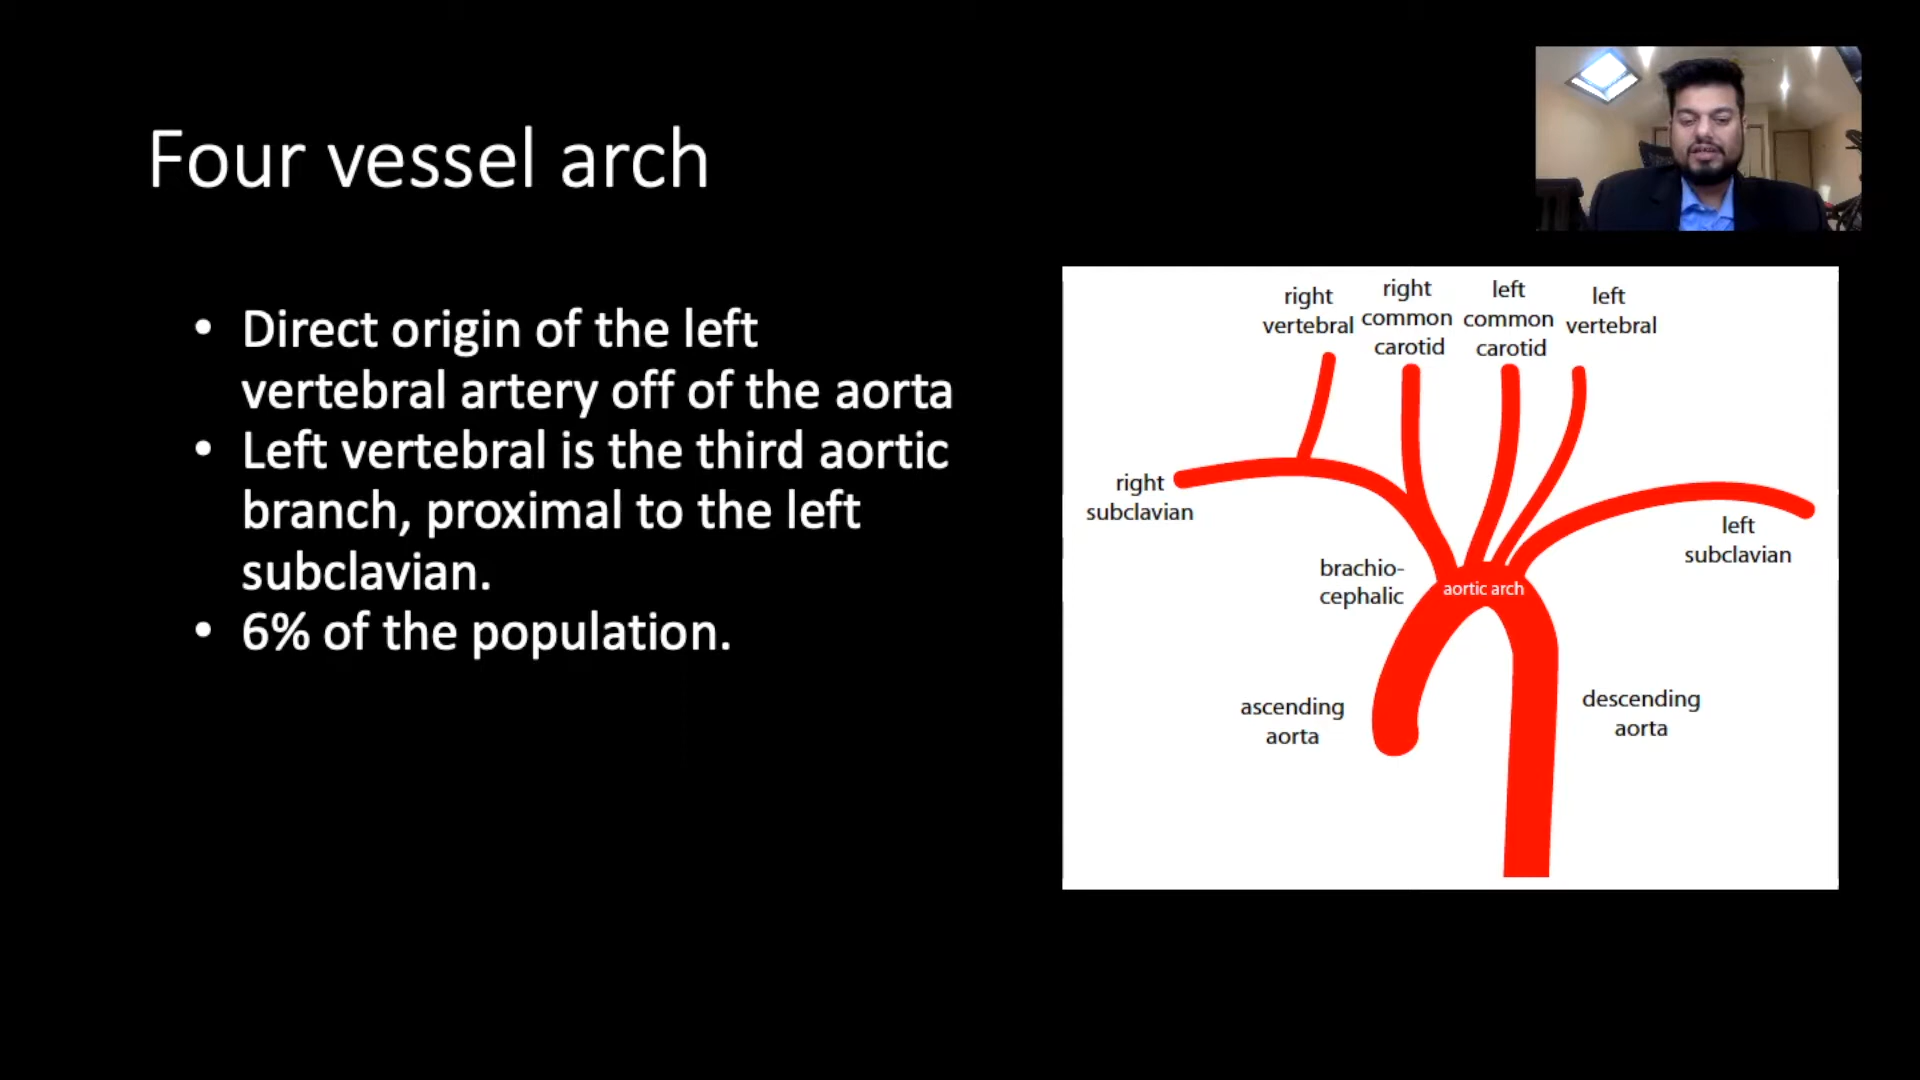 Four vessel arch
• Direct origin of the left
vertebral artery off of the aorta
• Left vertebral is the third aortic
branch, proximal to the left
subclavian.
• 6% of the population.
right
vertebral
right
common
carotid
left
common
carotid
left
vertebral
right
subclavian
left
subclavian
brachio-
cephalic
aortic arch
ascending
aorta
descending
aorta